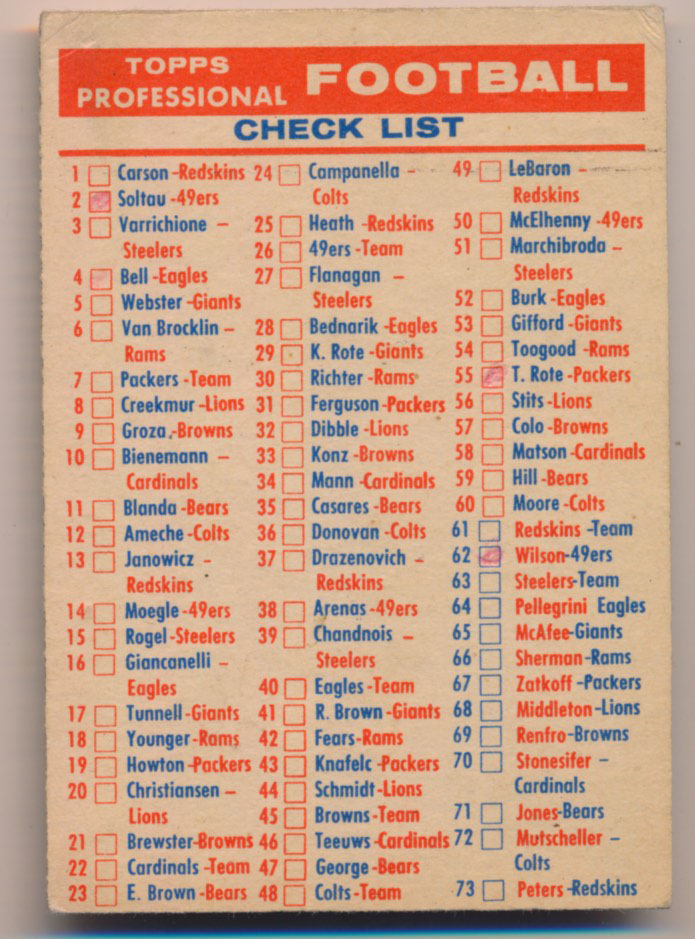 TOPPS
PROFESSIONAL FOOTBALL
CHECK LIST
1 Carson -Redskins
2 Soltau -49ers
3 Varrichione -
Steelers
4 Bell -Eagles
5 Webster -Giants
6 Van Brocklin -
Rams
7 Packers -Team
8 Creekmur -Lions
9 Groza -Browns
10 Bienemann -
Cardinals
11 Blanda -Bears
12 Ameche -Colts
13 Janowicz -
Redskins
14 Moegle -49ers
15 Rogel -Steelers
16 Giancanelli -
Eagles
17 Tunnell -Giants
18 Younger -Rams
19 Howton -Packers
20 Christiansen -
Lions
21 Brewster-Browns
22 Cardinals -Team
23 E. Brown -Bears
24 Campanella -
Colts
25 Heath -Redskins
26 49ers -Team
27 Flanagan -
Steelers
28 Bednarik -Eagles
29 K. Rote -Giants
30 Richter -Rams
31 Ferguson -Packers
32 Dibble -Lions
33 Konz -Browns
34 Mann -Cardinals
35 Casares -Bears
36 Donovan -Colts
37 Drazenovich -
Redskins
38 Arenas -49ers
39 Chandnois -
Steelers
40 Eagles -Team
41 R. Brown -Giants
42 Fears-Rams
43 Knafelc -Packers
44 Schmidt -Lions
45 Browns -Team
46 Teeuws -Cardinals
47 George -Bears
48 Colts -Team
49 LeBaron -
Redskins
50 McElhenny -49ers
51 Marchibroda -
Steelers
52 Burk -Eagles
53 Gifford -Giants
54 Toogood -Rams
55 T. Rote -Packers
56 Stits -Lions
57 Colo -Browns
58 Matson -Cardinals
59 Hill -Bears
60 Moore -Colts
61 Redskins -Team
62 Wilson-49ers
63 Steelers-Team
64 Pellegrini Eagles
65 McAfee-Giants
66 Sherman -Rams
67 Zatkoff -Packers
68 Middleton -Lions
69 Renfro -Browns
70 Stonesifer -
Cardinals
71 Jones-Bears
72 Mutscheller -
Colts
73 Peters -Redskins